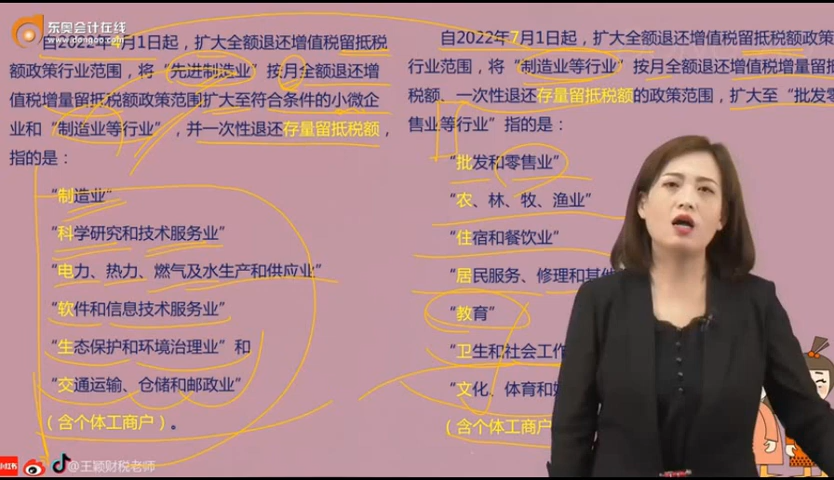 东奥会计在线
www.dongao.com
自2022年4月1日起，扩大全额退还增值税留抵税
额政策行业范围，将“先进制造业”按月全额退还增
值税增量留抵税额政策范围扩大至符合条件的小微企
业和“制造业等行业”，并一次性退还存量留抵税额，
指的是：
“制造业”
“科学研究和技术服务业”
“电力、热力、燃气及水生产和供应业”
“软件和信息技术服务业”
“生态保护和环境治理业”和
“交通运输、仓储和邮政业”
（含个体工商户）。
自2022年7月1日起，扩大全额退还增值税留抵税额政策
行业范围，将“制造业等行业”按月全额退还增值税增量留抵
税额、一次性退还存量留抵税额的政策范围，扩大至“批发零
售业等行业”指的是：
“批发和零售业”
“农、林、牧、渔业”
“住宿和餐饮业”
“居民服务、修理和其他
“教育”
“卫生和社会工作
“文化、体育和
（含个体工商户
小红书
@王颖财税老师